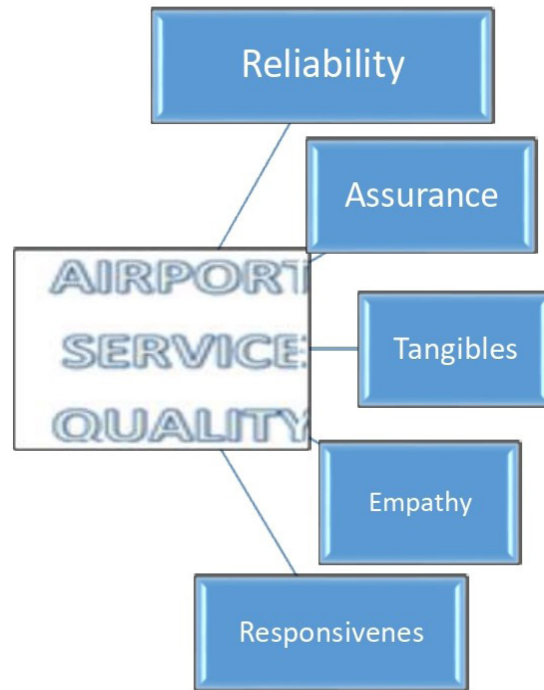 Reliability
Assurance
AIRPORT
SERVICE
QUALITY
Tangibles
Empathy
Responsivenes